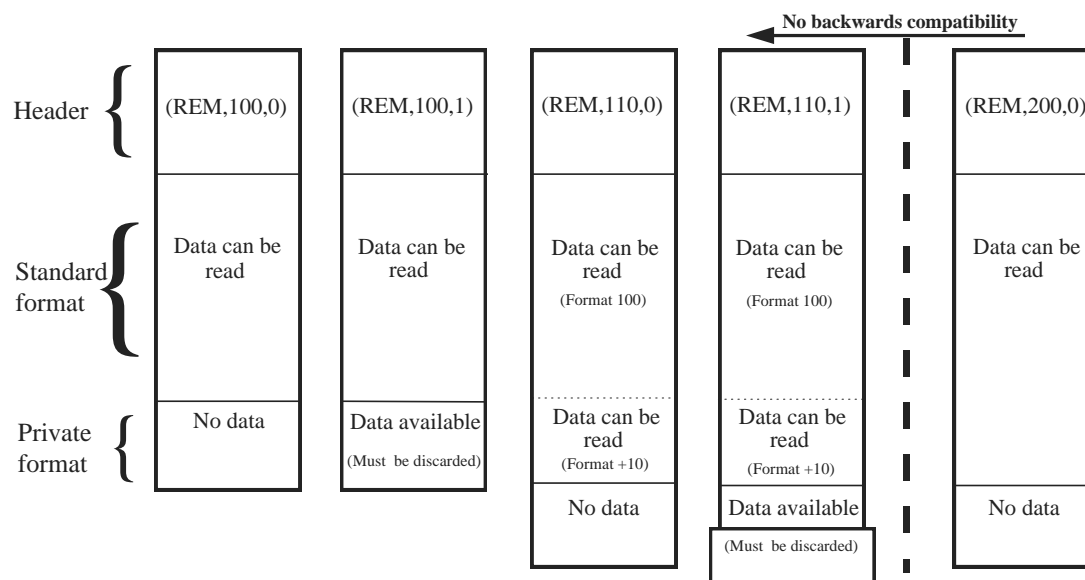 No backwards compatibility
Header
(REM,100,0)
(REM,100,1)
(REM,110,0)
(REM,110,1)
(REM,200,0)
Standard
format
Data can be
read
Data can be
read
Data can be
read
(Format 100)
Data can be
read
(Format 100)
Data can be
read
Private
format
No data
Data available
(Must be discarded)
Data can be
read
(Format +10)
No data
Data can be
read
(Format +10)
Data available
(Must be discarded)
No data